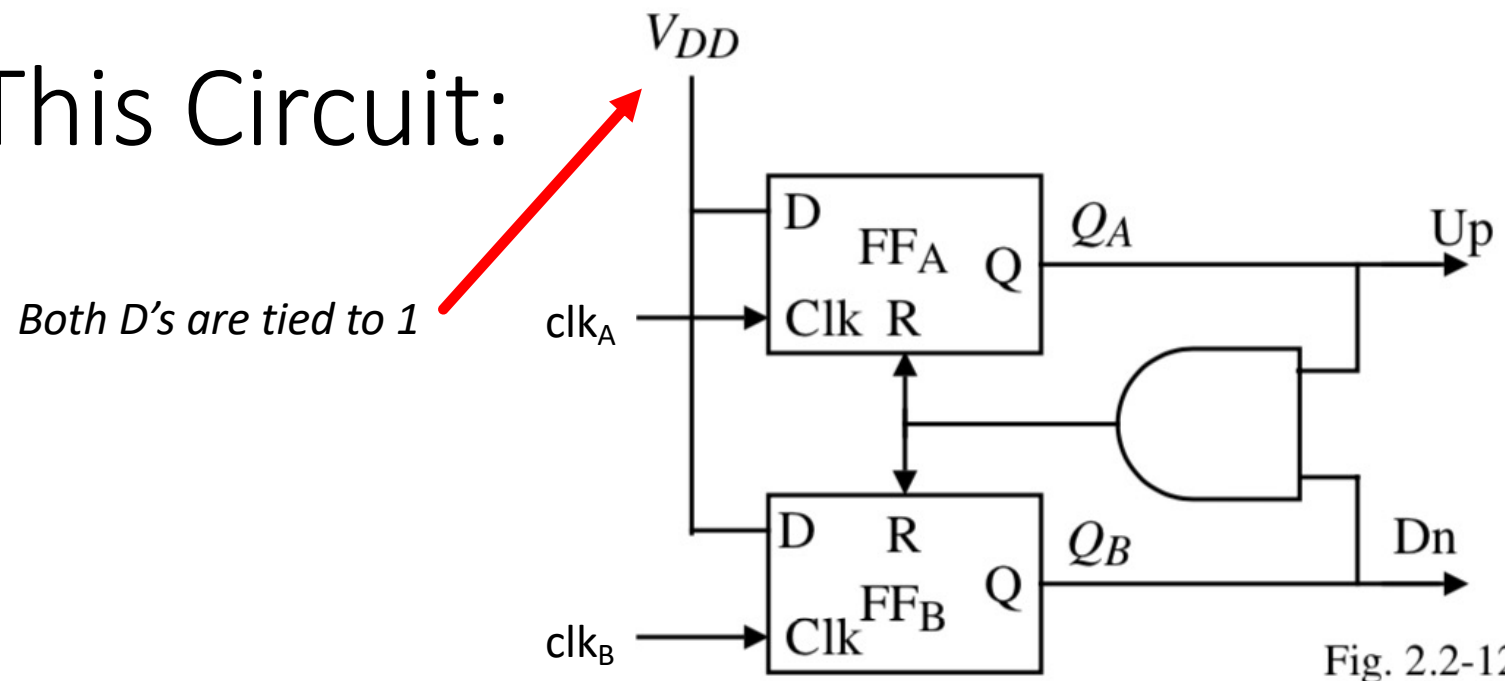 This Circuit:
V_DD
Both D's are tied to 1
D
FF_A
Q
Clk R
clk_A
Q_A
Up
D
R
FF_B
Q
Clk
clk_B
Q_B
Dn
Fig. 2.2-12